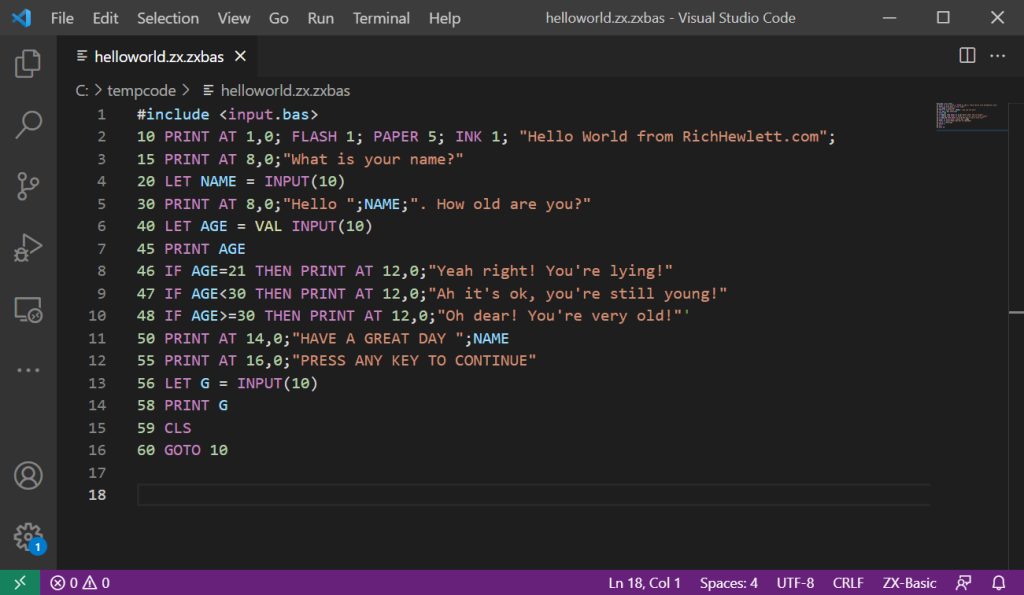 File Edit Selection View Go Run Terminal Help helloworld.zx.zxbas - Visual Studio Code
helloworld.zx.zxbas
C: > tempcode > helloworld.zx.zxbas
1 #include <input.bas>
2 10 PRINT AT 1,0; FLASH 1; PAPER 5; INK 1; "Hello World from RichHewlett.com";
3 15 PRINT AT 8,0;"What is your name?"
4 20 LET NAME = INPUT(10)
5 30 PRINT AT 8,0;"Hello ";NAME;". How old are you?"
6 40 LET AGE = VAL INPUT(10)
7 45 PRINT AGE
8 46 IF AGE=21 THEN PRINT AT 12,0;"Yeah right! You're lying!"
9 47 IF AGE<30 THEN PRINT AT 12,0;"Ah it's ok, you're still young!"
10 48 IF AGE>=30 THEN PRINT AT 12,0;"Oh dear! You're very old!"'
11 50 PRINT AT 14,0;"HAVE A GREAT DAY ";NAME
12 55 PRINT AT 16,0;"PRESS ANY KEY TO CONTINUE"
13 56 LET G = INPUT(10)
14 58 PRINT G
15 59 CLS
16 60 GOTO 10
17
18
1
0 0 Ln 18, Col 1 Spaces: 4 UTF-8 CRLF ZX-Basic